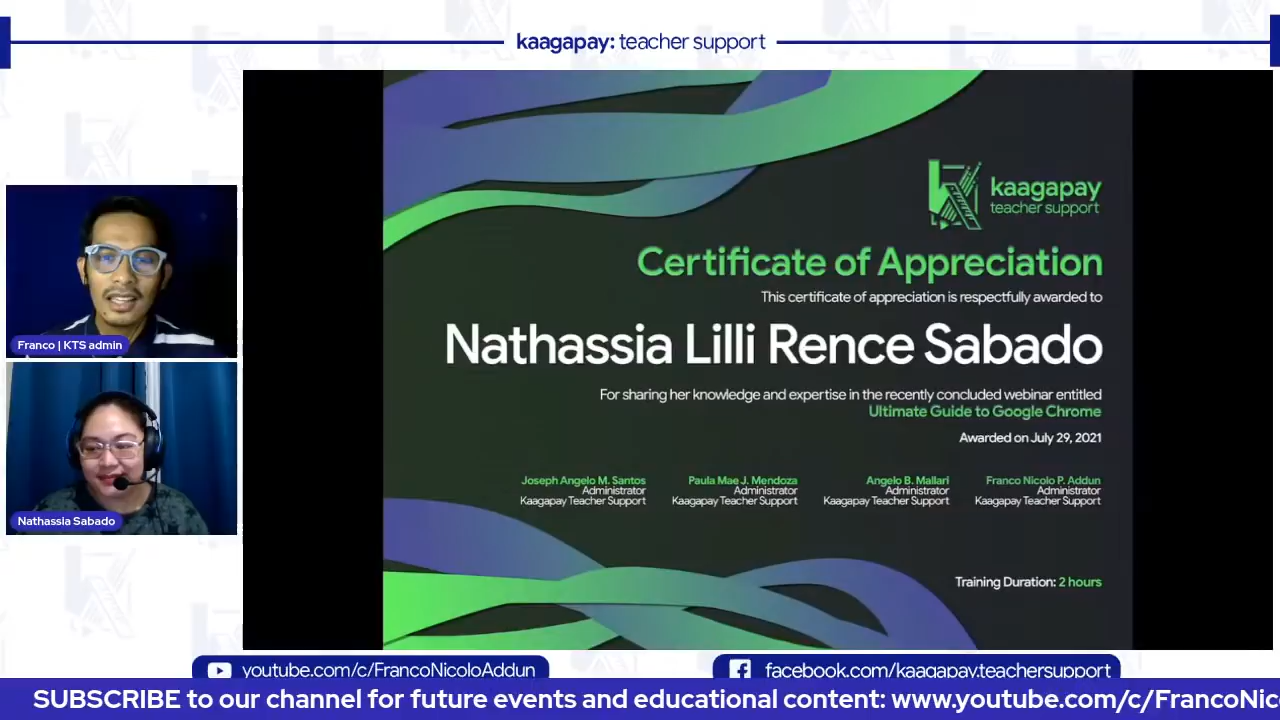 kaagapay: teacher support
kaagapay
teacher support
Certificate of Appreciation
This certificate of appreciation is respectfully awarded to
Nathassia Lilli Rence Sabado
For sharing her knowledge and expertise in the recently concluded webinar entitled
Ultimate Guide to Google Chrome
Awarded on July 29, 2021
Joseph Angelo M. Santos
Administrator
Kaagapay Teacher Support
Paula Mae J. Mendoza
Administrator
Kaagapay Teacher Support
Angelo B. Mallari
Administrator
Kaagapay Teacher Support
Franco Nicolo P. Addun
Administrator
Kaagapay Teacher Support
Training Duration: 2 hours
Franco | KTS admin
Nathassia Sabado
youtube.com/c/FrancoNicoloAddun
facebook.com/kaagapay.teachersupport
SUBSCRIBE to our channel for future events and educational content: www.youtube.com/c/FrancoNic